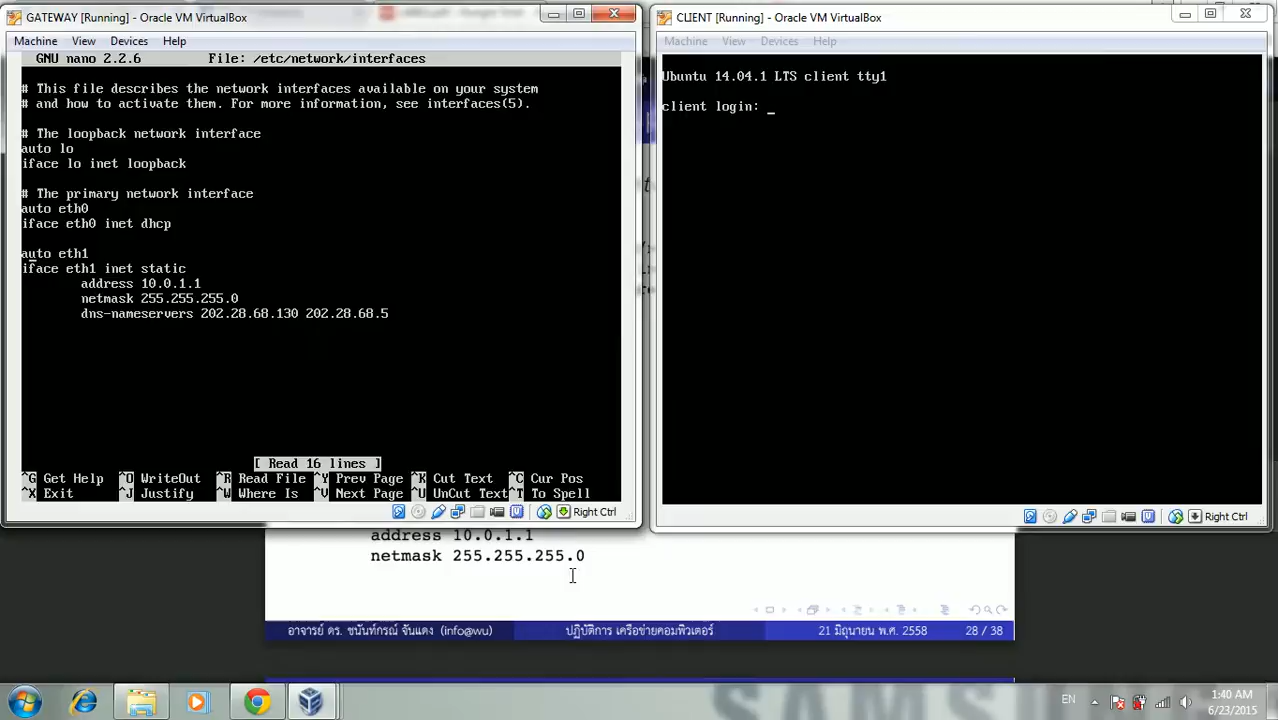 GATEWAY [Running] - Oracle VM VirtualBox
Machine View Devices Help
GNU nano 2.2.6 File: /etc/network/interfaces
# This file describes the network interfaces available on your system
# and how to activate them. For more information, see interfaces(5).
# The loopback network interface
auto lo
iface lo inet loopback
# The primary network interface
auto eth0
iface eth0 inet dhcp
auto eth1
iface eth1 inet static
address 10.0.1.1
netmask 255.255.255.0
dns-nameservers 202.28.68.130 202.28.68.5
[ Read 16 lines ]
^G Get Help ^O WriteOut ^R Read File ^Y Prev Page ^K Cut Text ^C Cur Pos
^X Exit ^J Justify ^W Where Is ^V Next Page ^U UnCut Text ^T To Spell
Right Ctrl
CLIENT [Running] - Oracle VM VirtualBox
Machine View Devices Help
Ubuntu 14.04.1 LTS client tty1
client login: _
Right Ctrl
address 10.0.1.1
netmask 255.255.255.0
อาจารย์ ดร. ชนันท์กรณ์ จันแดง (info@wu) ปฏิบัติการ เครือข่ายคอมพิวเตอร์ 21 มิถุนายน พ.ศ. 2558 28 / 38
EN 1:40 AM
6/23/2015